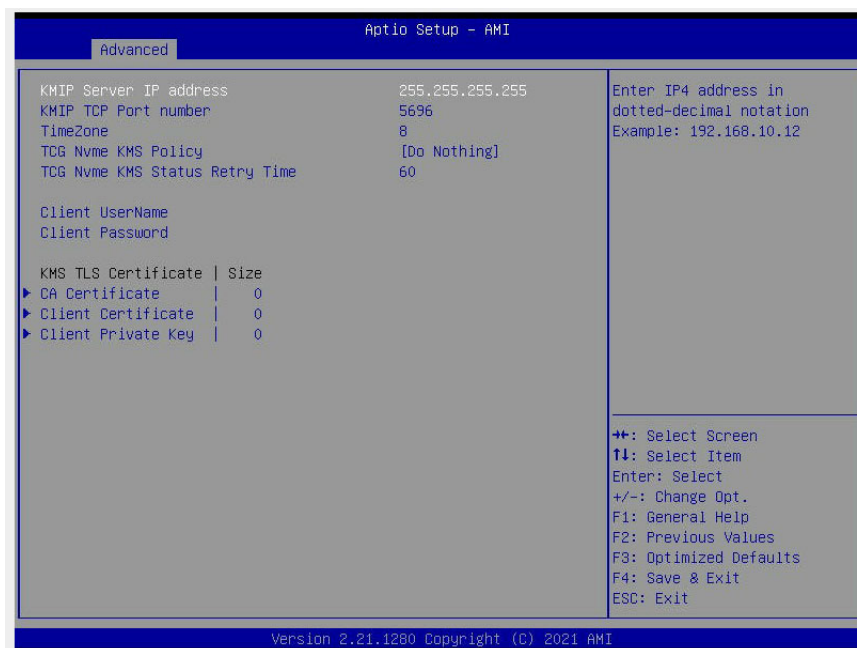 Aptio Setup – AMI
Advanced
KMIP Server IP address 255.255.255.255
KMIP TCP Port number 5696
TimeZone 8
TCG Nvme KMS Policy [Do Nothing]
TCG Nvme KMS Status Retry Time 60
Client UserName
Client Password
KMS TLS Certificate | Size
▶ CA Certificate | 0
▶ Client Certificate | 0
▶ Client Private Key | 0
Enter IP4 address in
dotted-decimal notation
Example: 192.168.10.12
→←: Select Screen
↑↓: Select Item
Enter: Select
+/-: Change Opt.
F1: General Help
F2: Previous Values
F3: Optimized Defaults
F4: Save & Exit
ESC: Exit
Version 2.21.1280 Copyright (C) 2021 AMI